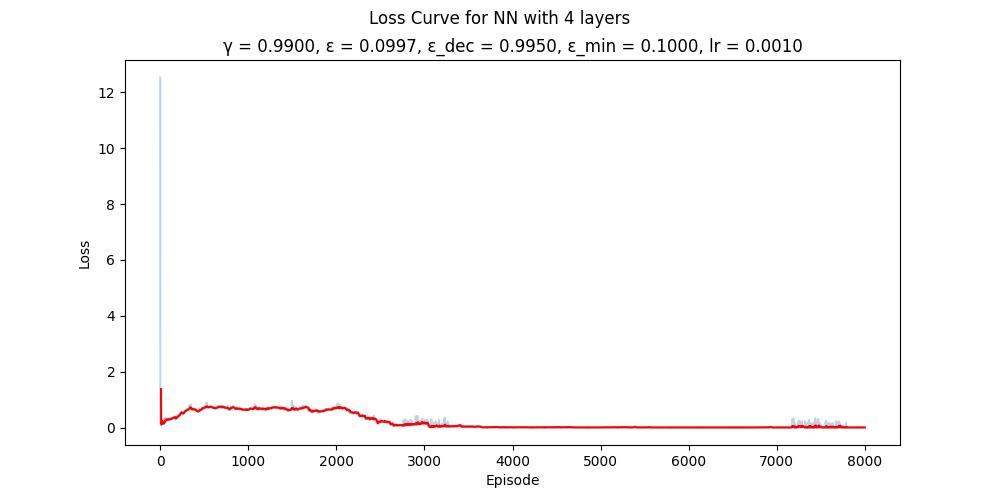 Loss Curve for NN with 4 layers
γ = 0.9900, ε = 0.0997, ε_dec = 0.9950, ε_min = 0.1000, lr = 0.0010
12
10
8
6
4
2
0
Loss
0 1000 2000 3000 4000 5000 6000 7000 8000
Episode